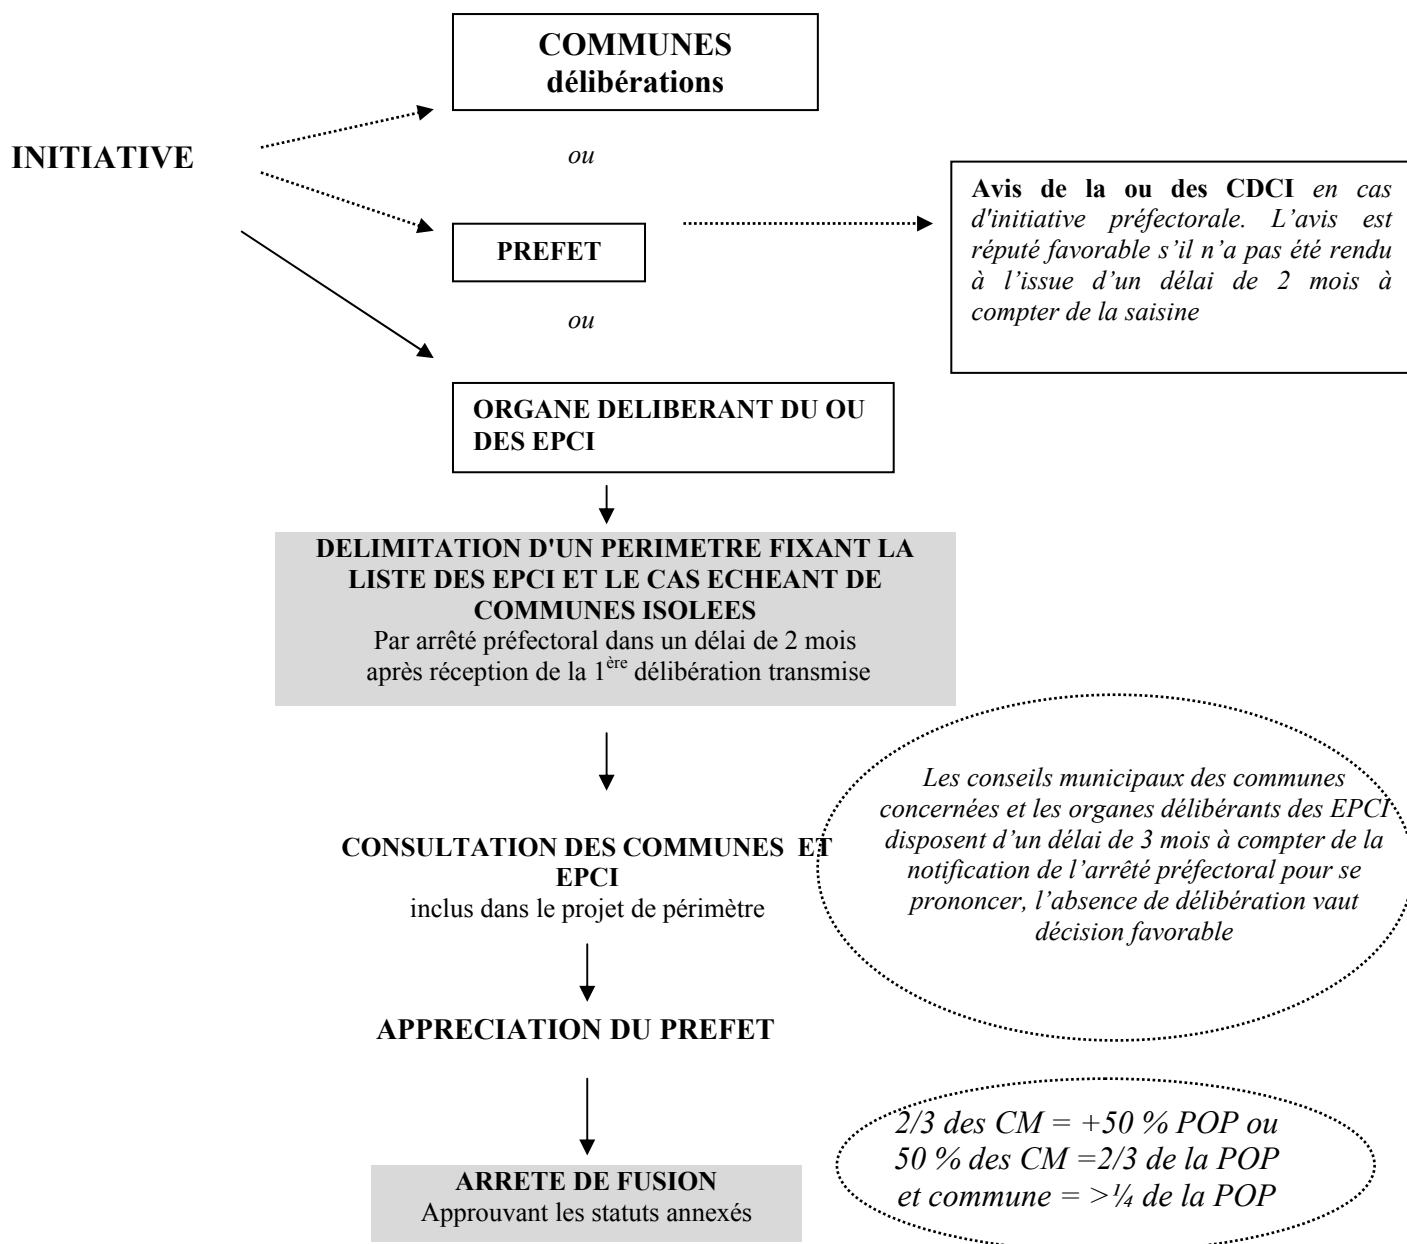 COMMUNES
délibérations
INITIATIVE
ou
PREFET
Avis de la ou des CDCI en cas
d'initiative préfectorale. L'avis est
réputé favorable s'il n'a pas été rendu
à l'issue d'un délai de 2 mois à
compter de la saisine
ou
ORGANE DELIBERANT DU OU
DES EPCI
DELIMITATION D'UN PERIMETRE FIXANT LA
LISTE DES EPCI ET LE CAS ECHEANT DE
COMMUNES ISOLEES
Par arrêté préfectoral dans un délai de 2 mois
après réception de la 1ère délibération transmise
Les conseils municipaux des communes
concernées et les organes délibérants des EPCI
disposent d'un délai de 3 mois à compter de la
notification de l'arrêté préfectoral pour se
prononcer, l'absence de délibération vaut
décision favorable
CONSULTATION DES COMMUNES ET
EPCI
inclus dans le projet de périmètre
APPRECIATION DU PREFET
2/3 des CM = +50 % POP ou
50 % des CM =2/3 de la POP
et commune = >¼ de la POP
ARRETE DE FUSION
Approuvant les statuts annexés